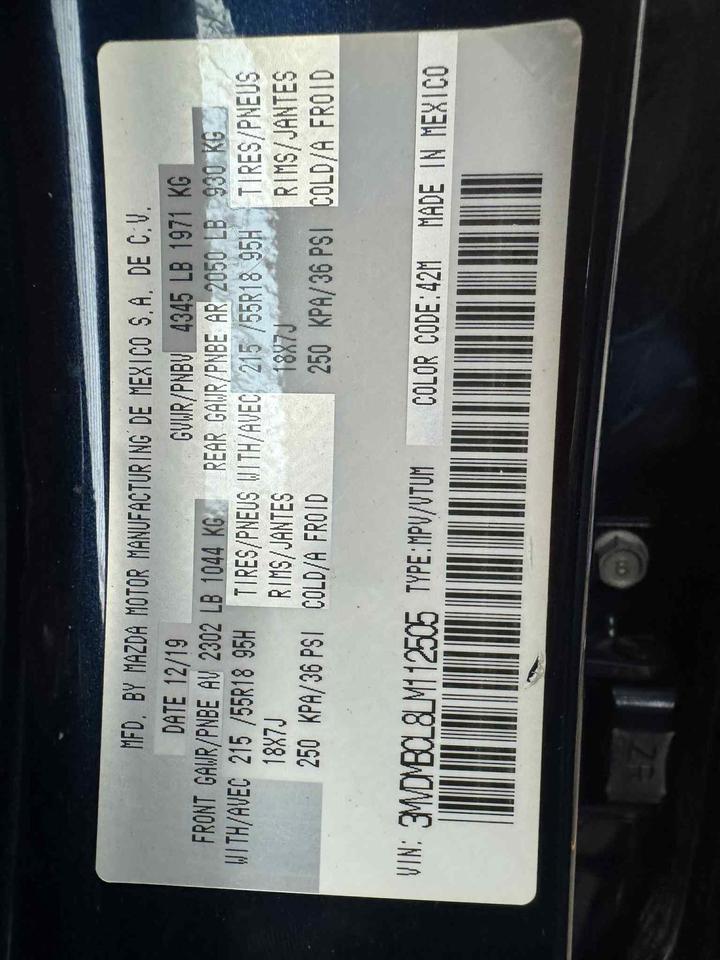 MFD. BY MAZDA MOTOR MANUFACTURING DE MEXICO S.A. DE C.V.
DATE 12/19 GVWR/PNBV 4345 LB 1971 KG
FRONT GAWR/PNBE AV 2302 LB 1044 KG REAR GAWR/PNBE AR 2050 LB 930 KG
WITH/AVEC 215 /55R18 95H TIRES/PNEUS WITH/AVEC 215 /55R18 95H TIRES/PNEUS
18X7J RIMS/JANTES 18X7J RIMS/JANTES
250 KPA/36 PSI COLD/A FROID 250 KPA/36 PSI COLD/A FROID
VIN: 3MVDMBCL8LM112505 TYPE:MPV/VTUM COLOR CODE:42M MADE IN MEXICO
8